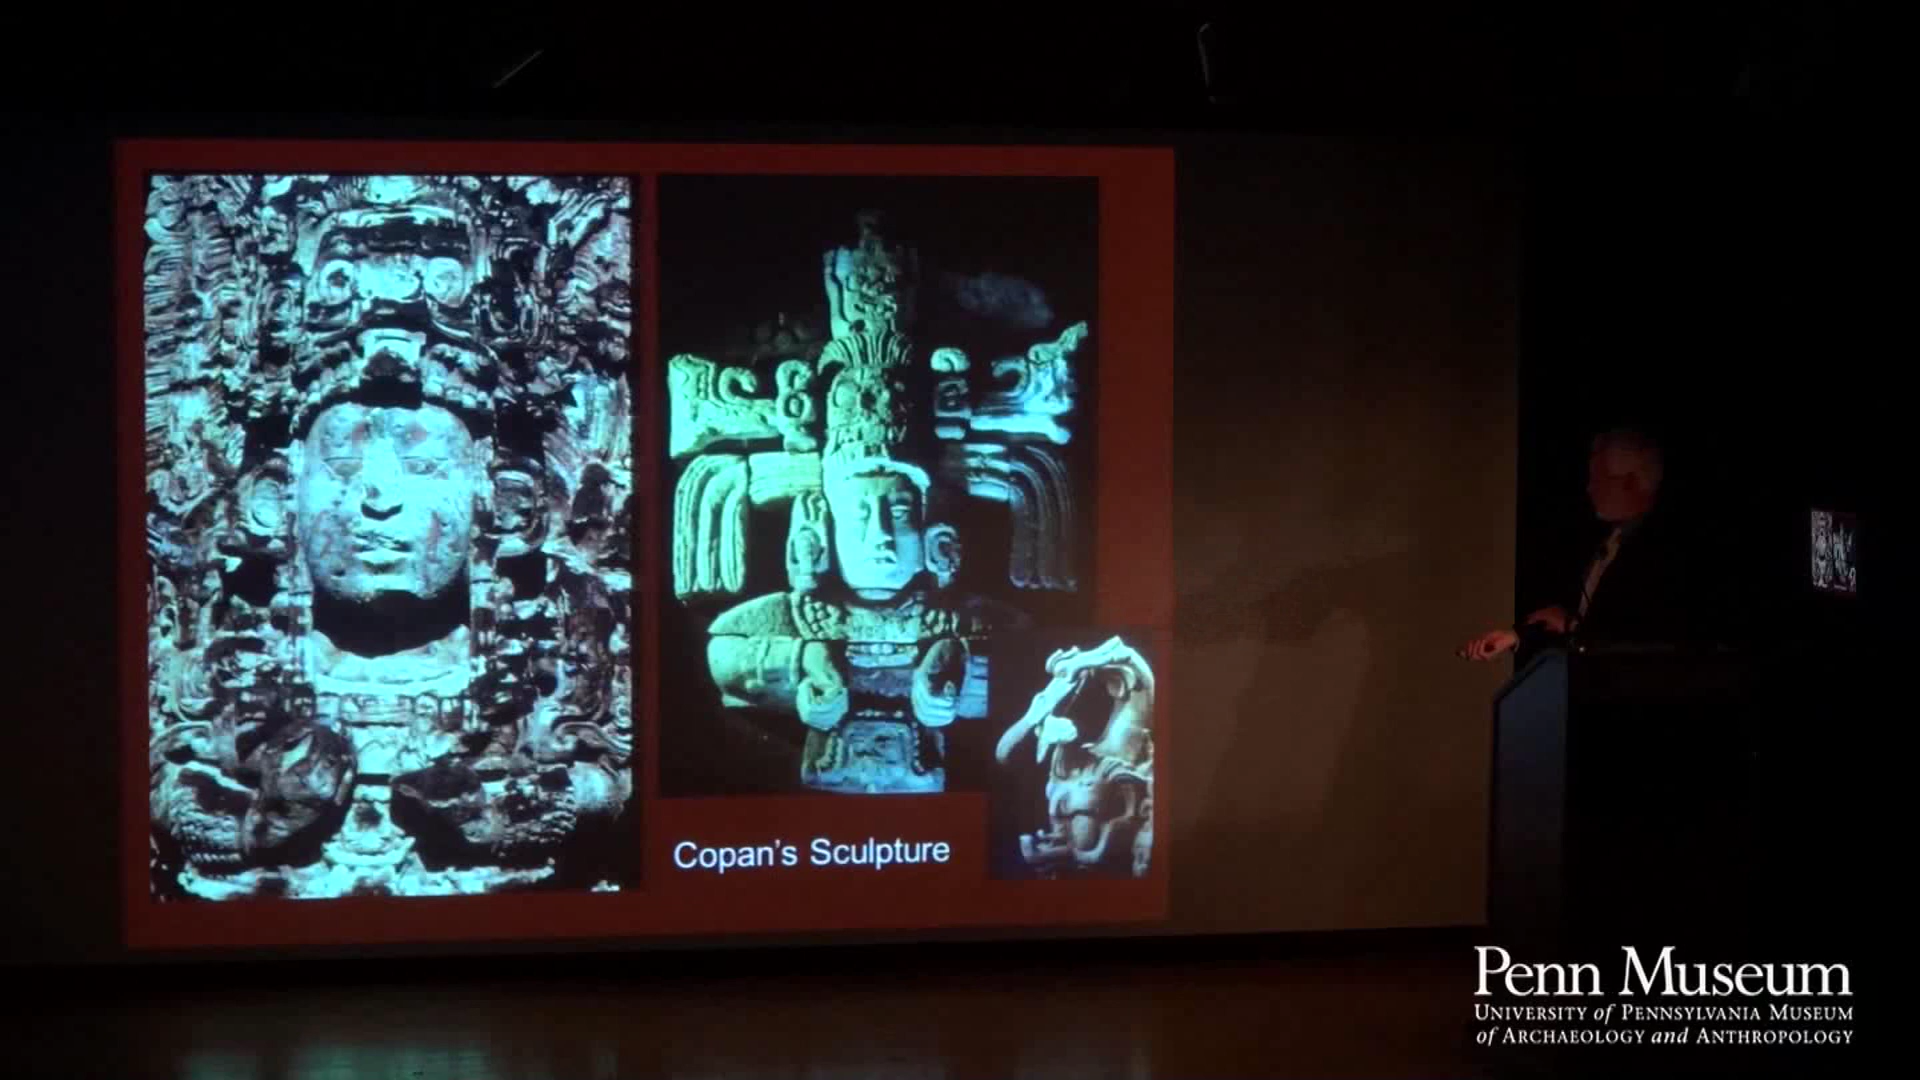 Copan's Sculpture
Penn Museum
UNIVERSITY of PENNSYLVANIA MUSEUM
of ARCHAEOLOGY and ANTHROPOLOGY